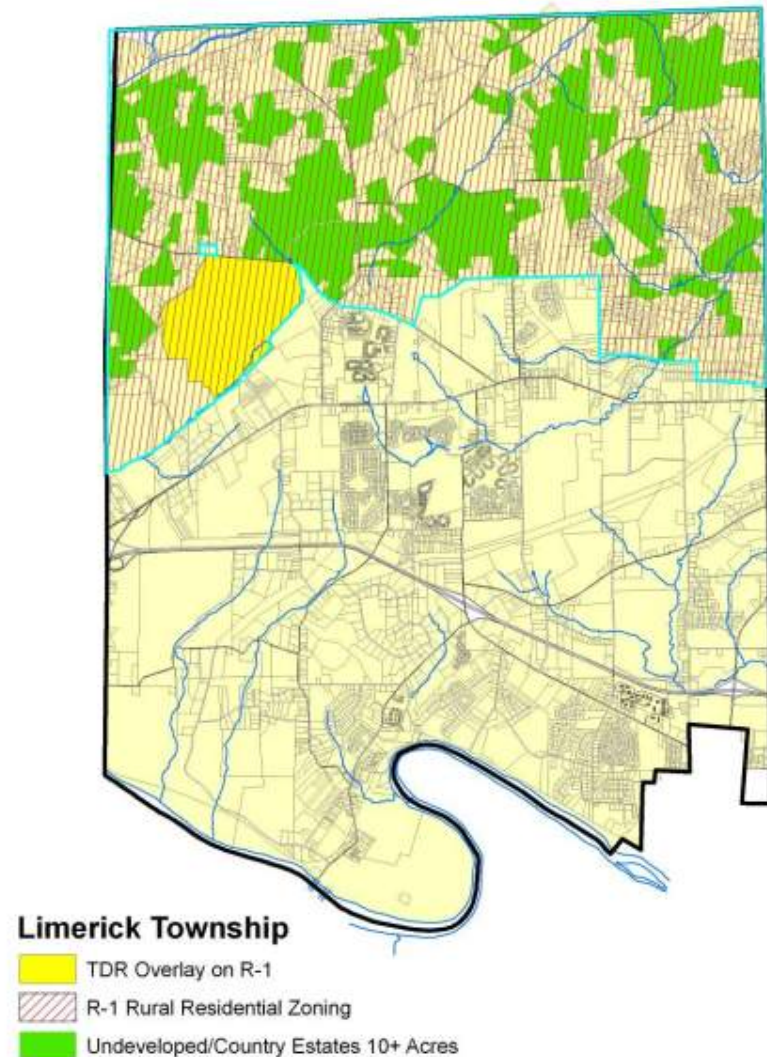 Limerick Township
TDR Overlay on R-1
R-1 Rural Residential Zoning
Undeveloped/Country Estates 10+ Acres